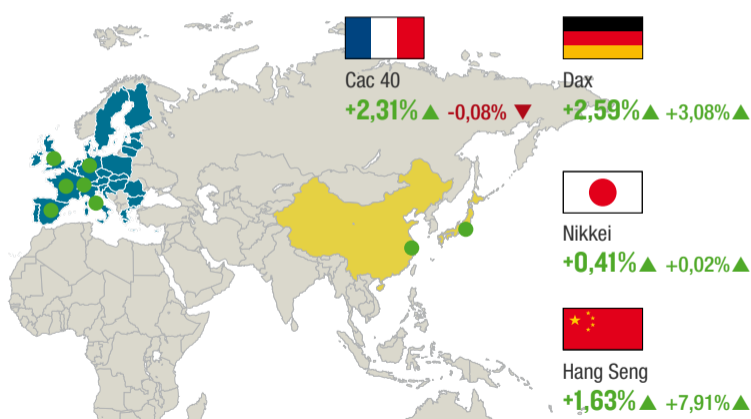 Cac 40
+2,31% ▲ -0,08% ▼
Dax
+2,59% ▲ +3,08% ▲
Nikkei
+0,41% ▲ +0,02% ▲
Hang Seng
+1,63% ▲ +7,91% ▲